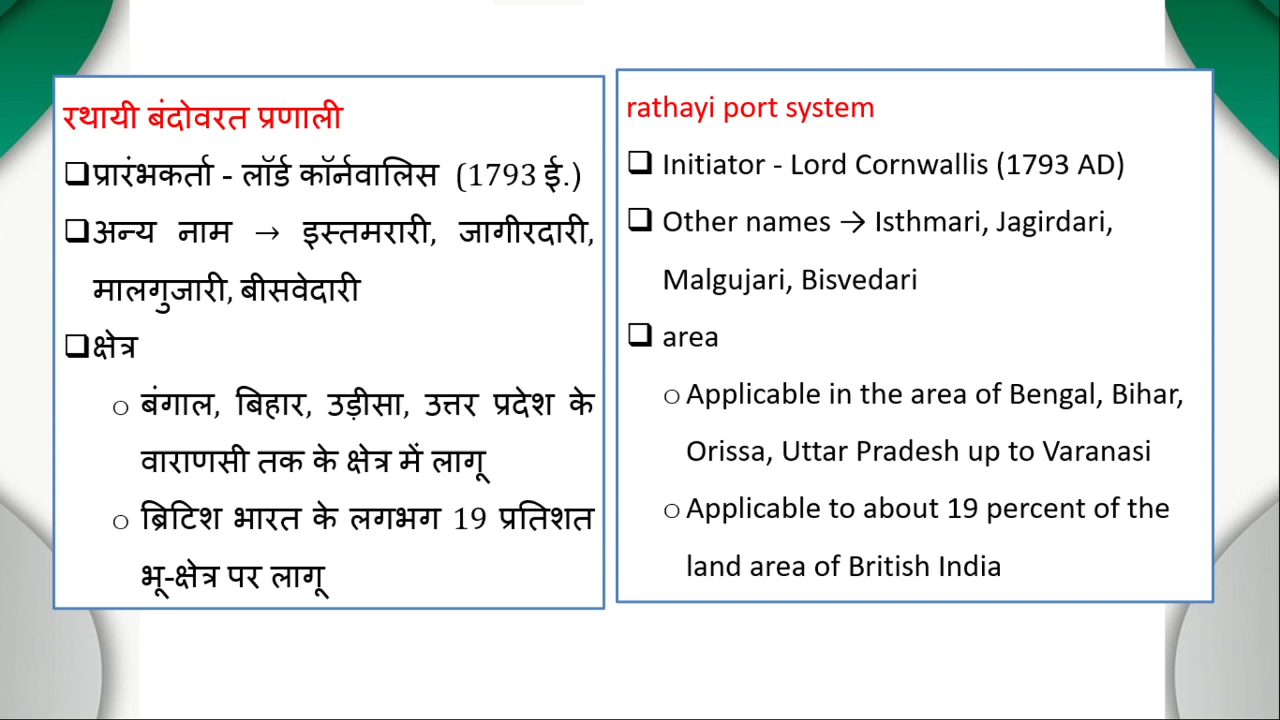 रथायी बंदोवरत प्रणाली
❑प्रारंभकर्ता - लॉर्ड कॉर्नवालिस (1793 ई.)
❑अन्य नाम → इस्तमरारी, जागीरदारी,
मालगुजारी, बीसवेदारी
❑क्षेत्र
○ बंगाल, बिहार, उड़ीसा, उत्तर प्रदेश के
वाराणसी तक के क्षेत्र में लागू
○ ब्रिटिश भारत के लगभग 19 प्रतिशत
भू-क्षेत्र पर लागू
rathayi port system
❑ Initiator - Lord Cornwallis (1793 AD)
❑ Other names → Isthmari, Jagirdari,
Malgujari, Bisvedari
❑ area
○ Applicable in the area of Bengal, Bihar,
Orissa, Uttar Pradesh up to Varanasi
○ Applicable to about 19 percent of the
land area of British India